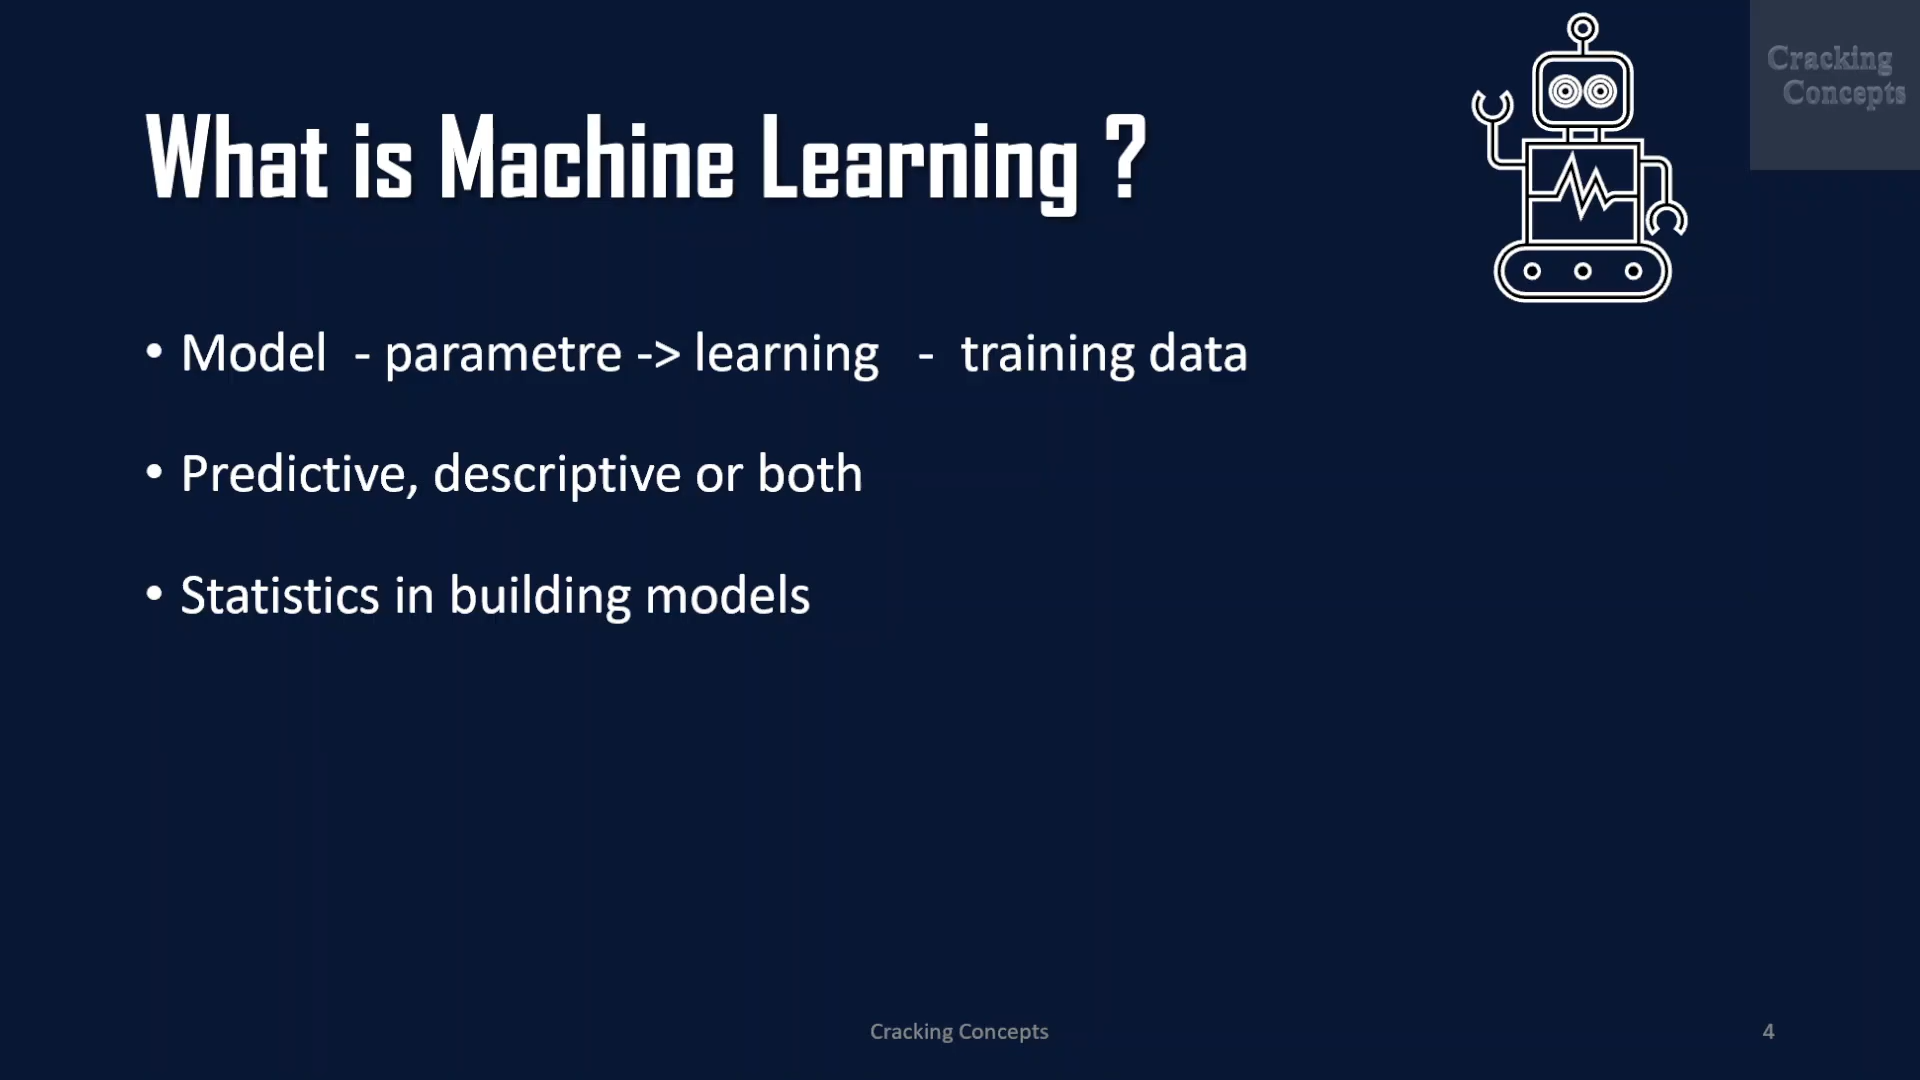 Cracking
Concepts
What is Machine Learning ?
• Model - parametre -> learning - training data
• Predictive, descriptive or both
• Statistics in building models
Cracking Concepts
4